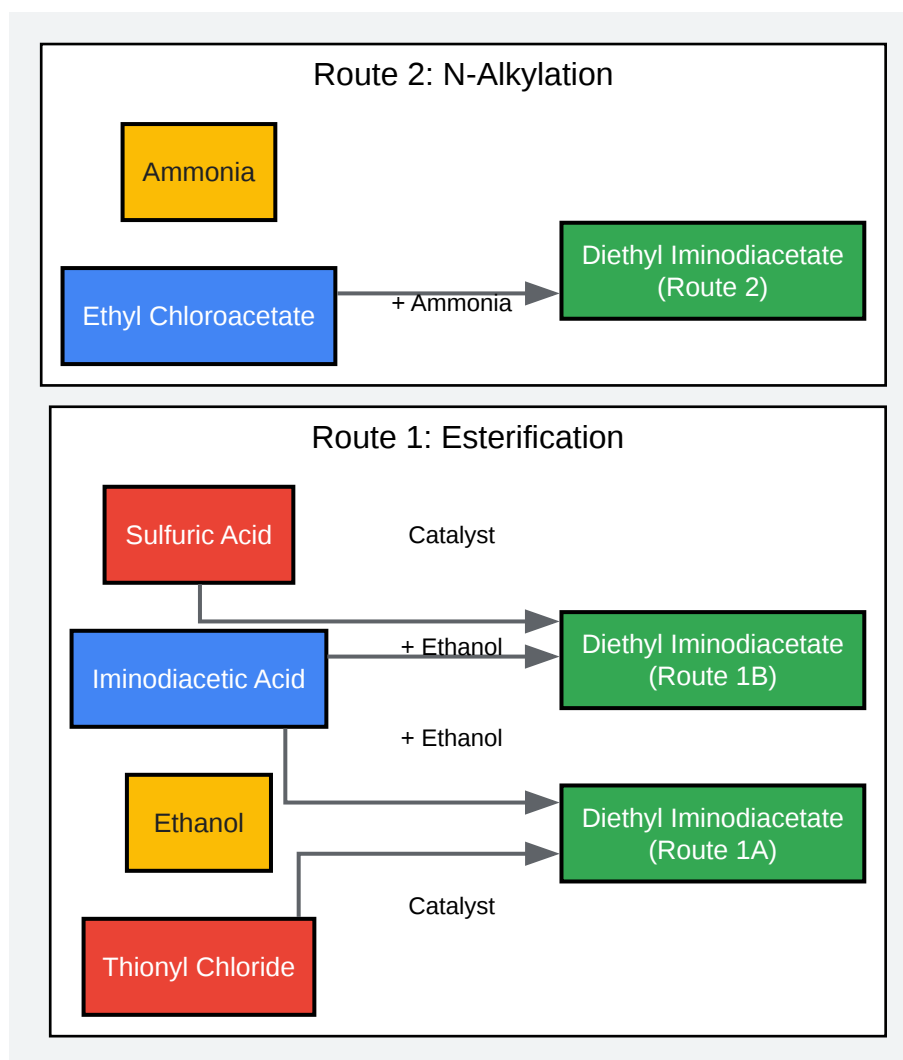 Route 2: N-Alkylation
Ammonia
Ethyl Chloroacetate
+ Ammonia
Diethyl Iminodiacetate
(Route 2)
Route 1: Esterification
Sulfuric Acid
Catalyst
Iminodiacetic Acid
+ Ethanol
Diethyl Iminodiacetate
(Route 1B)
+ Ethanol
Ethanol
Diethyl Iminodiacetate
(Route 1A)
Catalyst
Thionyl Chloride